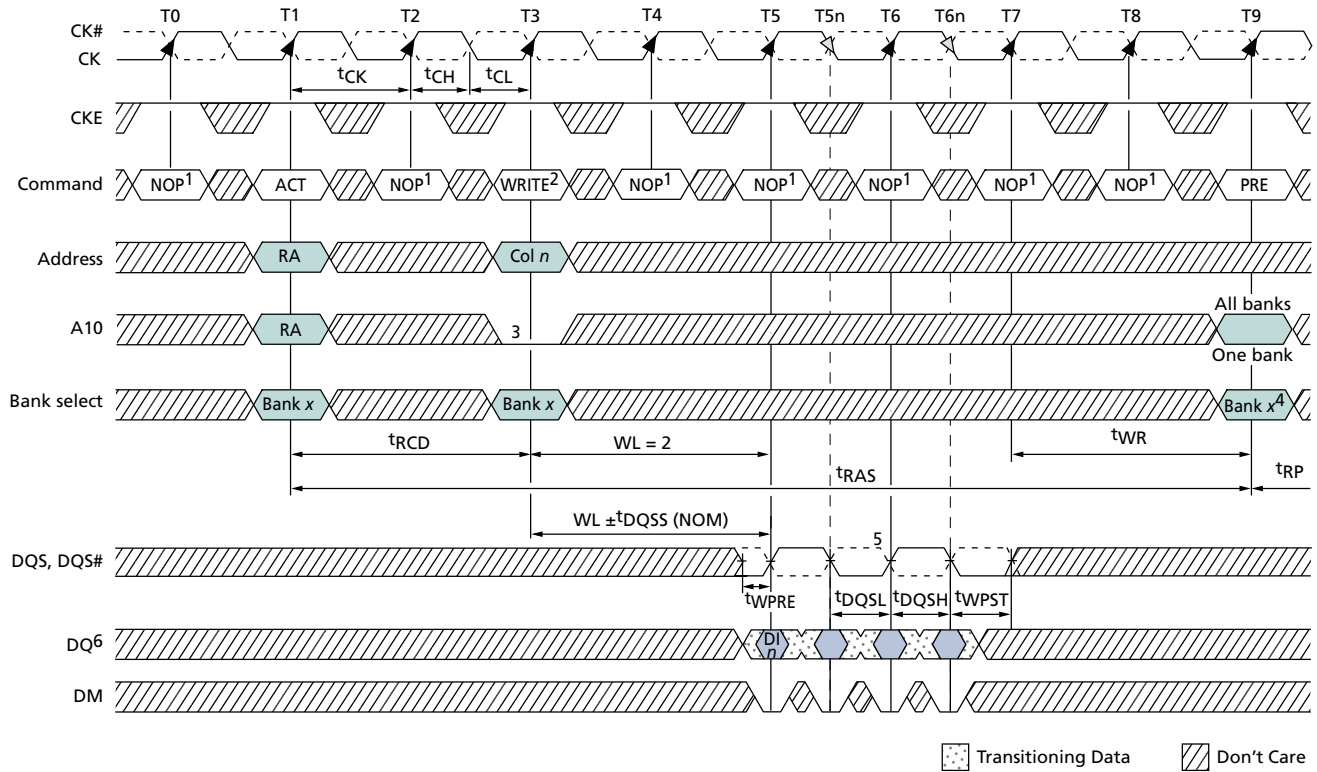 T0 T1 T2 T3 T4 T5 T5n T6 T6n T7 T8 T9
CK#
CK
tCK tCH tCL
CKE
Command NOP1 ACT NOP1 WRITE2 NOP1 NOP1 NOP1 NOP1 NOP1 PRE
Address RA Col n
All banks
A10 RA 3
One bank
Bank select Bank x Bank x Bank x4
tRCD WL = 2 tWR
tRAS tRP
WL ±tDQSS (NOM)
5
DQS, DQS#
tWPRE tDQSL tDQSH tWPST
DQ6 DI
n
DM
Transitioning Data Don't Care